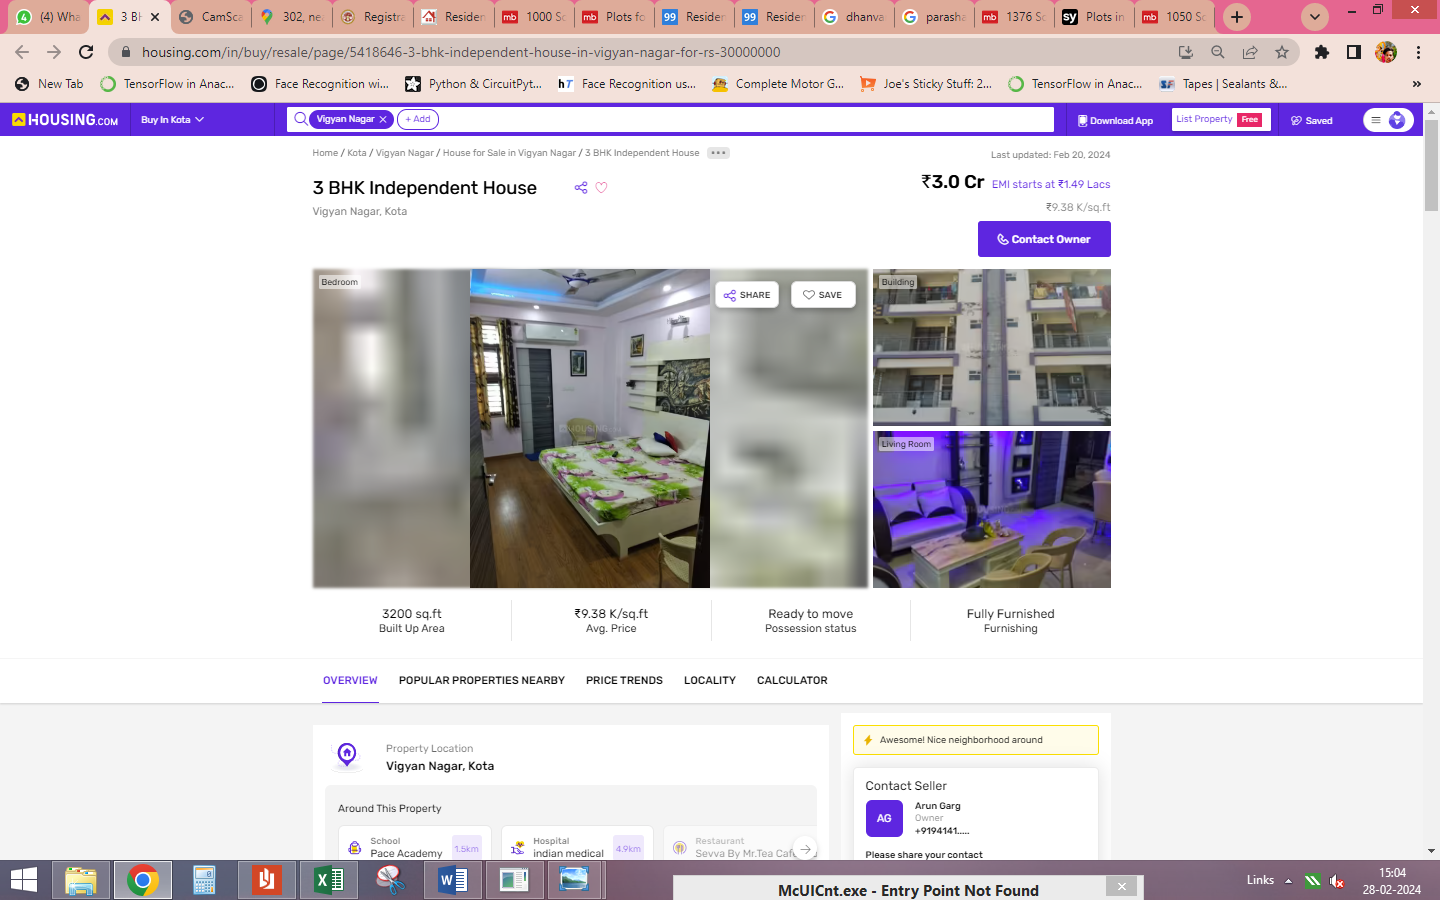 (4) Wha
3 BH
CamSca
302, nea
Registra
Residen
1000 Sq
Plots fo
Residen
Residen
dhanva
parasha
1376 Sq
Plots in
1050 Sq
housing.com/in/buy/resale/page/5418646-3-bhk-independent-house-in-vigyan-nagar-for-rs-30000000
New Tab
TensorFlow in Anac...
Face Recognition wi...
Python & CircuitPyt...
hT Face Recognition us...
Complete Motor G...
Joe's Sticky Stuff: 2...
TensorFlow in Anac...
Tapes | Sealants &...
»
HOUSING.COM
Buy In Kota
Vigyan Nagar ×
+ Add
Download App
List Property Free
Saved
Home / Kota / Vigyan Nagar / House for Sale in Vigyan Nagar / 3 BHK Independent House
Last updated: Feb 20, 2024
3 BHK Independent House
₹3.0 Cr EMI starts at ₹1.49 Lacs
Vigyan Nagar, Kota
₹9.38 K/sq.ft
Contact Owner
Bedroom
SHARE
SAVE
Building
Living Room
HOUSING.COM
3200 sq.ft
Built Up Area
₹9.38 K/sq.ft
Avg. Price
Ready to move
Possession status
Fully Furnished
Furnishing
OVERVIEW
POPULAR PROPERTIES NEARBY
PRICE TRENDS
LOCALITY
CALCULATOR
Property Location
Vigyan Nagar, Kota
Around This Property
School
Pace Academy
1.5km
Hospital
indian medical
4.9km
Restaurant
Sevva By Mr.Tea Caf
Awesome! Nice neighborhood around
Contact Seller
AG
Arun Garg
Owner
+9194141.....
Please share your contact
McUICnt.exe - Entry Point Not Found
Links
15:04
28-02-2024